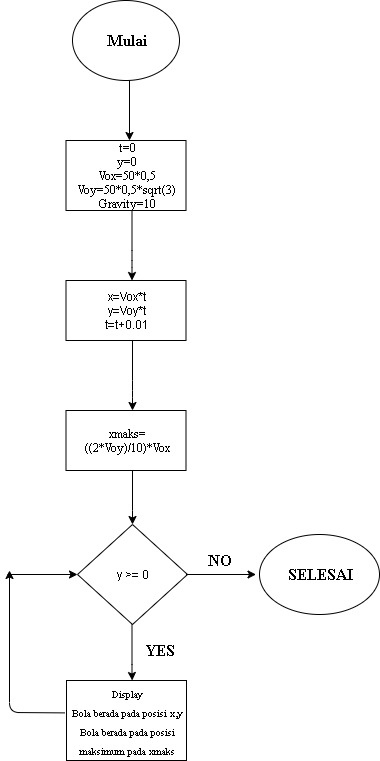 Mulai
t=0
y=0
Vox=50*0,5
Voy=50*0,5*sqrt(3)
Gravity=10
x=Vox*t
y=Voy*t
t=t+0.01
xmaks=
((2*Voy)/10)*Vox
y >= 0
NO
SELESAI
YES
Display
Bola berada pada posisi x,y
Bola berada pada posisi
maksimum pada xmaks